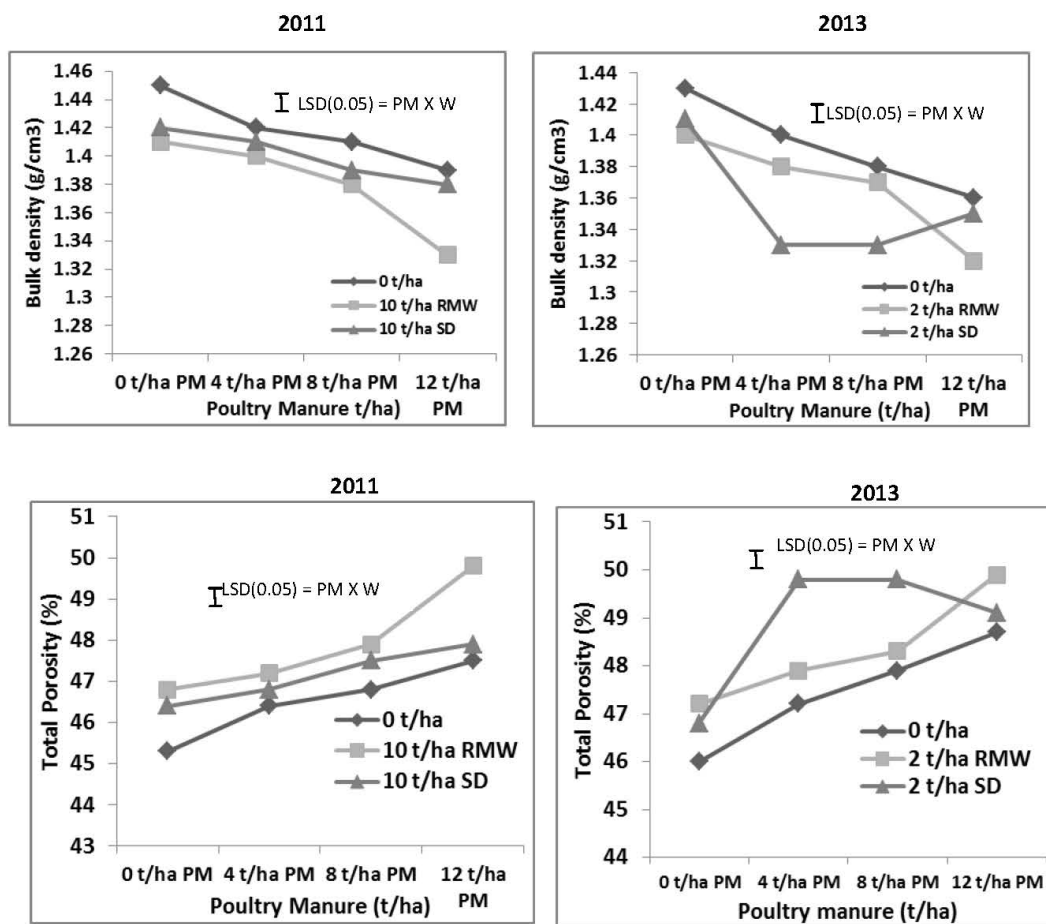 2011
1.46
1.44
1.42
1.4
1.38
1.36
1.34
1.32
1.3
1.28
1.26
Bulk density (g/cm3)
LSD(0.05) = PM X W
0 t/ha
10 t/ha RMW
10 t/ha SD
0 t/ha PM 4 t/ha PM 8 t/ha PM 12 t/ha PM
Poultry Manure t/ha)
2013
1.44
1.42
1.4
1.38
1.36
1.34
1.32
1.3
1.28
1.26
Bulk density (g/cm3)
LSD(0.05) = PM X W
0 t/ha
2 t/ha RMW
2 t/ha SD
0 t/ha PM 4 t/ha PM 8 t/ha PM 12 t/ha PM
Poultry Manure (t/ha)
2011
51
50
49
48
47
46
45
44
43
Total Porosity (%)
LSD(0.05) = PM X W
0 t/ha
10 t/ha RMW
10 t/ha SD
0 t/ha PM 4 t/ha PM 8 t/ha PM 12 t/ha PM
Poultry Manure (t/ha)
2013
51
50
49
48
47
46
45
44
Total Porosity (%)
LSD(0.05) = PM X W
0 t/ha
2 t/ha RMW
2 t/ha SD
0 t/ha PM 4 t/ha PM 8 t/ha PM 12 t/ha PM
Poultry manure (t/ha)